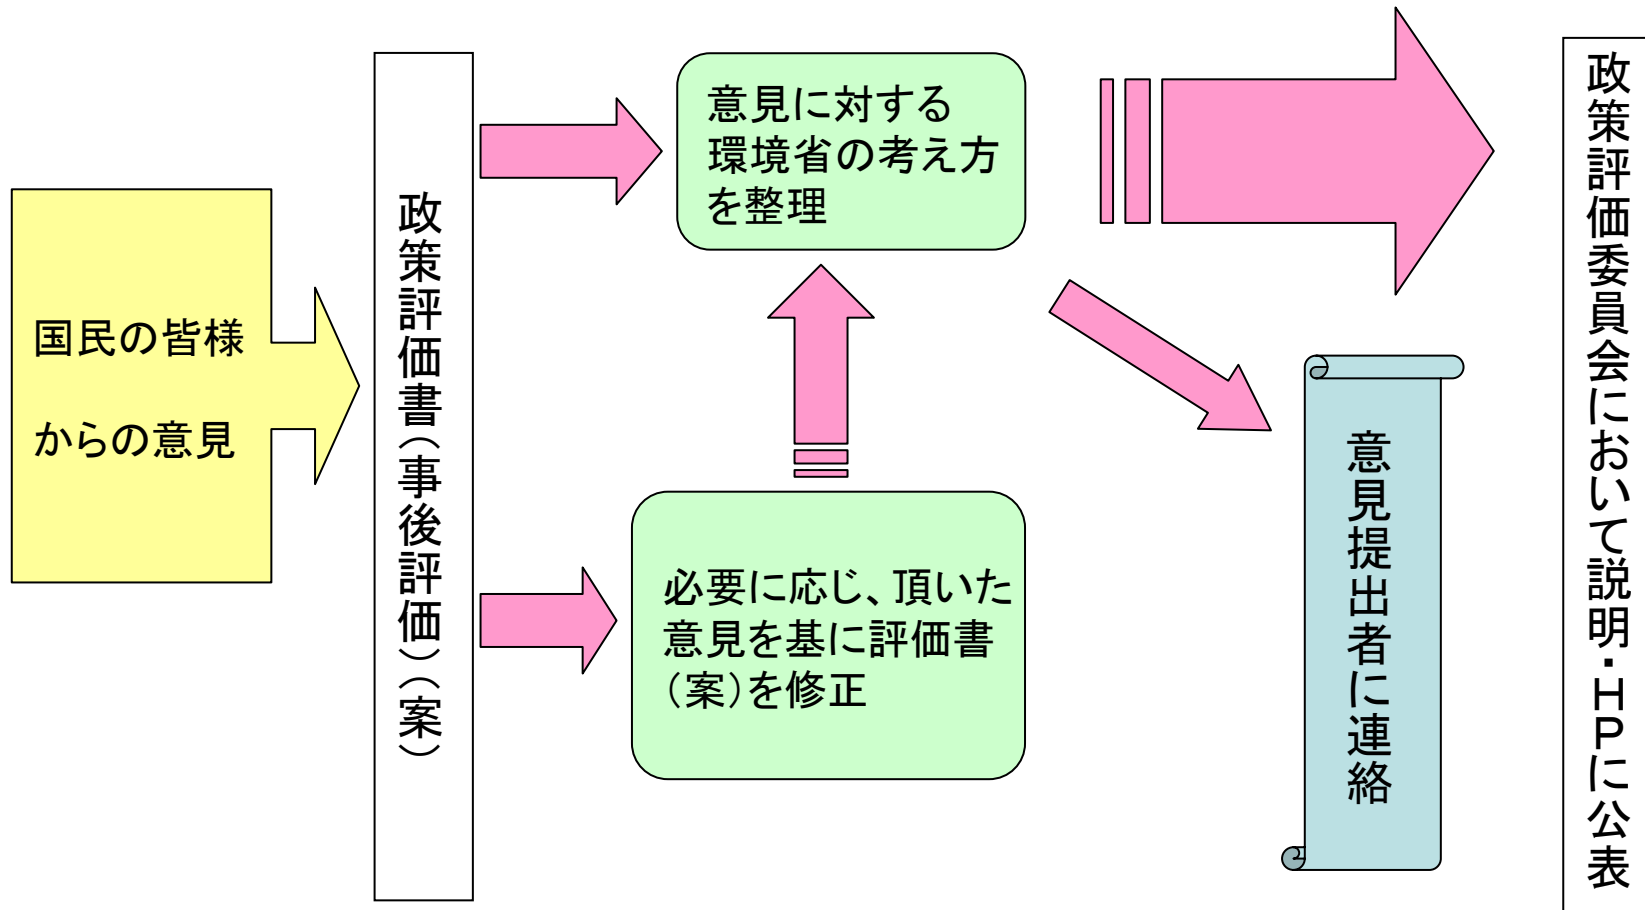 国民の皆様
からの意見
政策評価書（事後評価）（案）
意見に対する
環境省の考え方
を整理
必要に応じ、頂いた
意見を基に評価書
（案）を修正
意見提出者に連絡
政策評価委員会において説明・ＨＰに公表